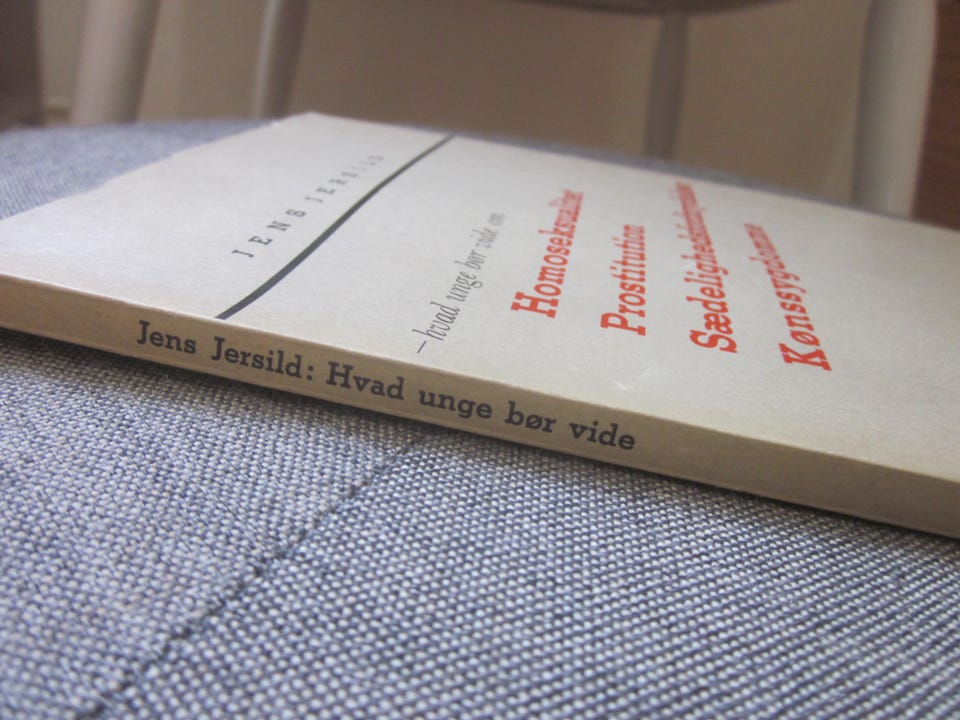 JENS JERSILD
—hvad unge bør vide om
Homoseksualitet
Prostitution
Sædelighedsforbrydelser
Kønssygdomme
Jens Jersild: Hvad unge bør vide